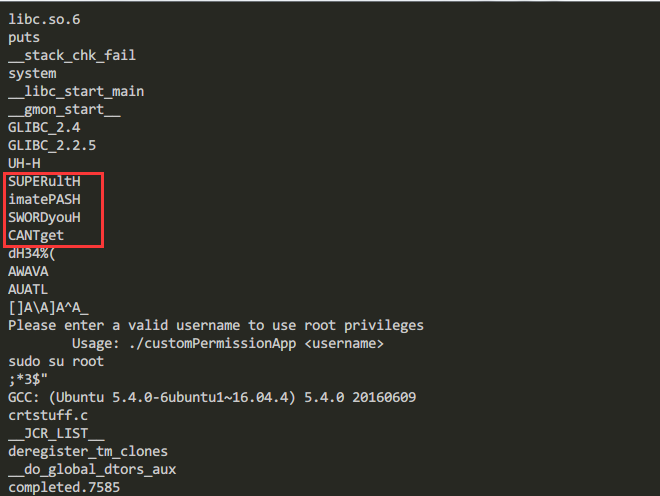 libc.so.6
puts
__stack_chk_fail
system
__libc_start_main
__gmon_start__
GLIBC_2.4
GLIBC_2.2.5
UH-H
SUPERultH
imatePASH
SWORDyouH
CANTget
dH34%(
AWAVA
AUATL
[]A\A]A^A_
Please enter a valid username to use root privileges
Usage: ./customPermissionApp <username>
sudo su root
;*3$"
GCC: (Ubuntu 5.4.0-6ubuntu1~16.04.4) 5.4.0 20160609
crtstuff.c
__JCR_LIST__
deregister_tm_clones
__do_global_dtors_aux
completed.7585